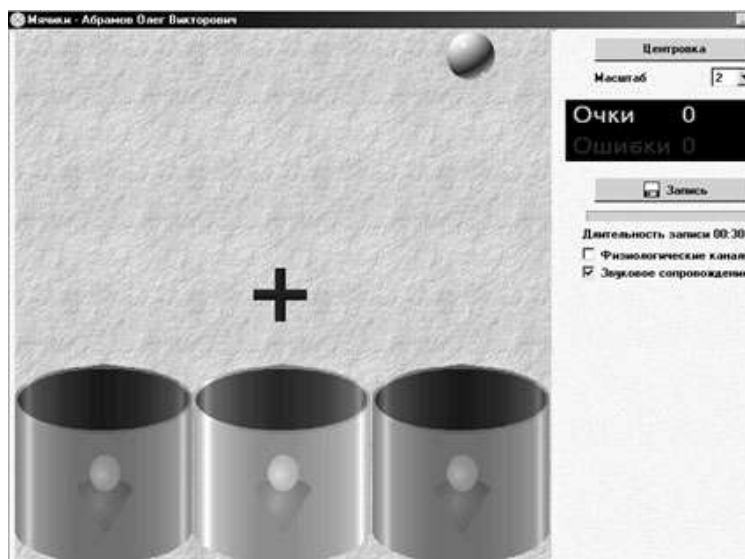 Мячики - Абрамов Олег Викторович
Центровка
Масштаб 2
Очки 0
Ошибки 0
Запись
Длительность записи 00:30
Физиологические канал
Звуковое сопровождение